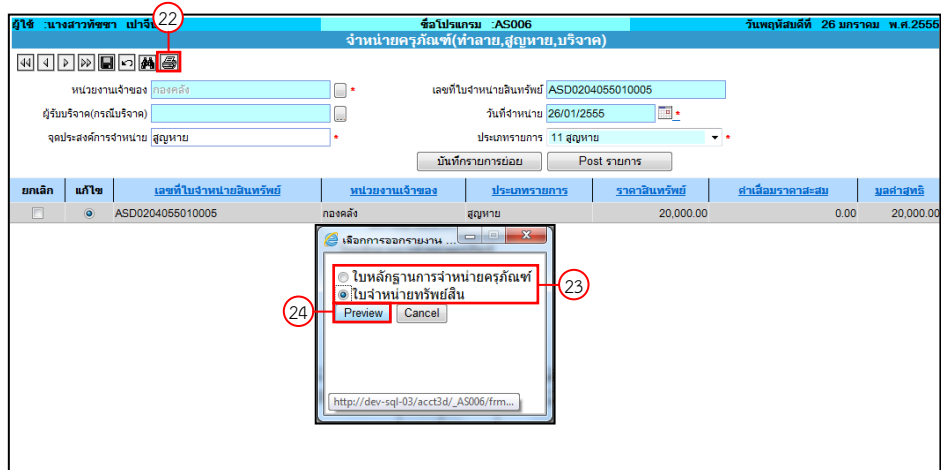 22
ผู้ใช้ :นางสาวทัชชา เปาจีน ชื่อโปรแกรม :AS006 วันพฤหัสบดีที่ 26 มกราคม พ.ศ.2555
จำหน่ายครุภัณฑ์(ทำลาย,สูญหาย,บริจาค)
หน่วยงานเจ้าของ กองคลัง * เลขที่ใบจำหน่ายสินทรัพย์ ASD0204055010005
ผู้รับบริจาค(กรณีบริจาค) วันที่จำหน่าย 26/01/2555 *
จุดประสงค์การจำหน่าย สูญหาย * ประเภทรายการ 11 สูญหาย *
บันทึกรายการย่อย Post รายการ
ยกเลิก แก้ไข เลขที่ใบจำหน่ายสินทรัพย์ หน่วยงานเจ้าของ ประเภทรายการ ราคาสินทรัพย์ ค่าเสื่อมราคาสะสม มูลค่าสุทธิ
ASD0204055010005 กองคลัง สูญหาย 20,000.00 0.00 20,000.00
เลือกการออกรายงาน ...
ใบหลักฐานการจำหน่ายครุภัณฑ์
23
ใบจำหน่ายทรัพย์สิน
24
Preview Cancel
http://dev-sql-03/acct3d/_AS006/frm...